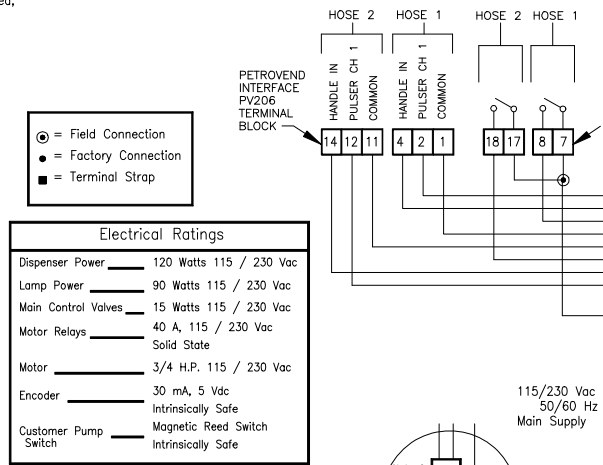 ed,
HOSE 2 HOSE 1 HOSE 2 HOSE 1
HANDLE IN
PULSER CH 1
COMMON
HANDLE IN
PULSER CH 1
COMMON
PETROVEND
INTERFACE
PV206
TERMINAL
BLOCK
14 12 11 4 2 1 18 17 8 7
= Field Connection
= Factory Connection
= Terminal Strap
Electrical Ratings
Dispenser Power 120 Watts 115 / 230 Vac
Lamp Power 90 Watts 115 / 230 Vac
Main Control Valves 15 Watts 115 / 230 Vac
Motor Relays 40 A, 115 / 230 Vac
Solid State
Motor 3/4 H.P. 115 / 230 Vac
Encoder 30 mA, 5 Vdc
Intrinsically Safe
Customer Pump Switch Magnetic Reed Switch
Intrinsically Safe
115/230 Vac
50/60 Hz
Main Supply